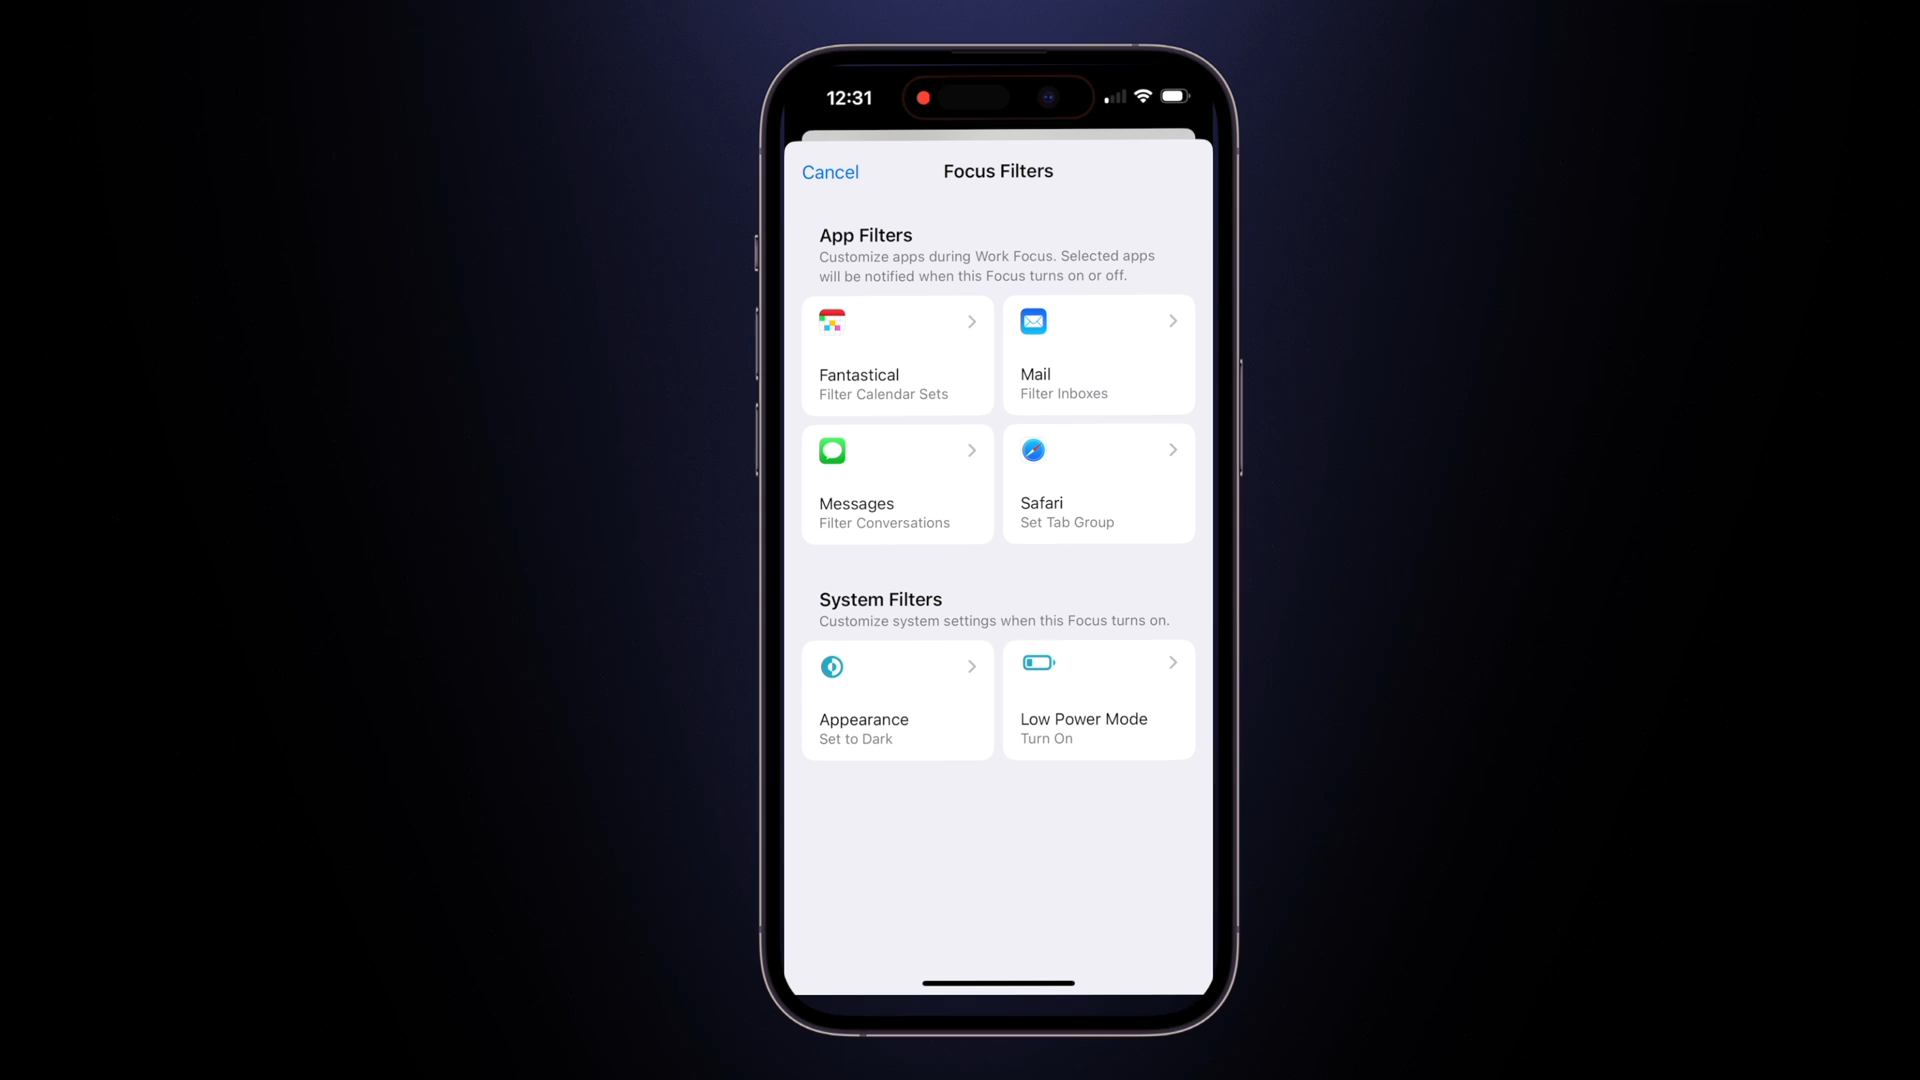 12:31
Cancel
Focus Filters
App Filters
Customize apps during Work Focus. Selected apps
will be notified when this Focus turns on or off.
Fantastical
Filter Calendar Sets
Mail
Filter Inboxes
Messages
Filter Conversations
Safari
Set Tab Group
System Filters
Customize system settings when this Focus turns on.
Appearance
Set to Dark
Low Power Mode
Turn On